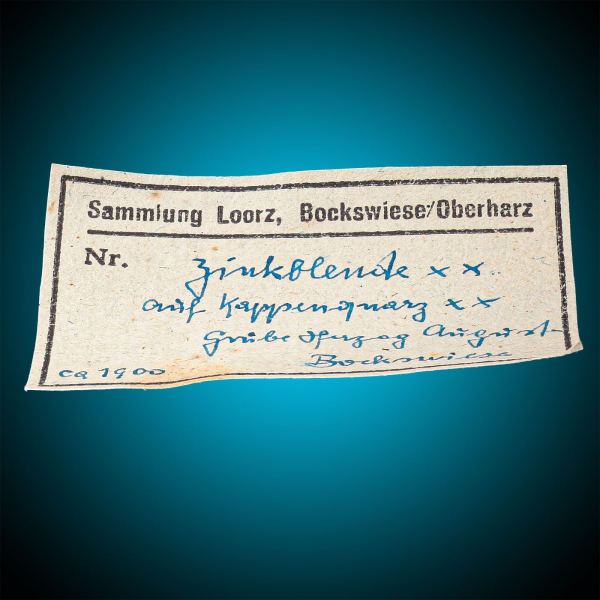 Sammlung Loorz, Bockswiese/Oberharz
Nr. Zinkblende x x
auf Kappenquarz x x
Grube Herzog August
Bockswiese
ca 1900